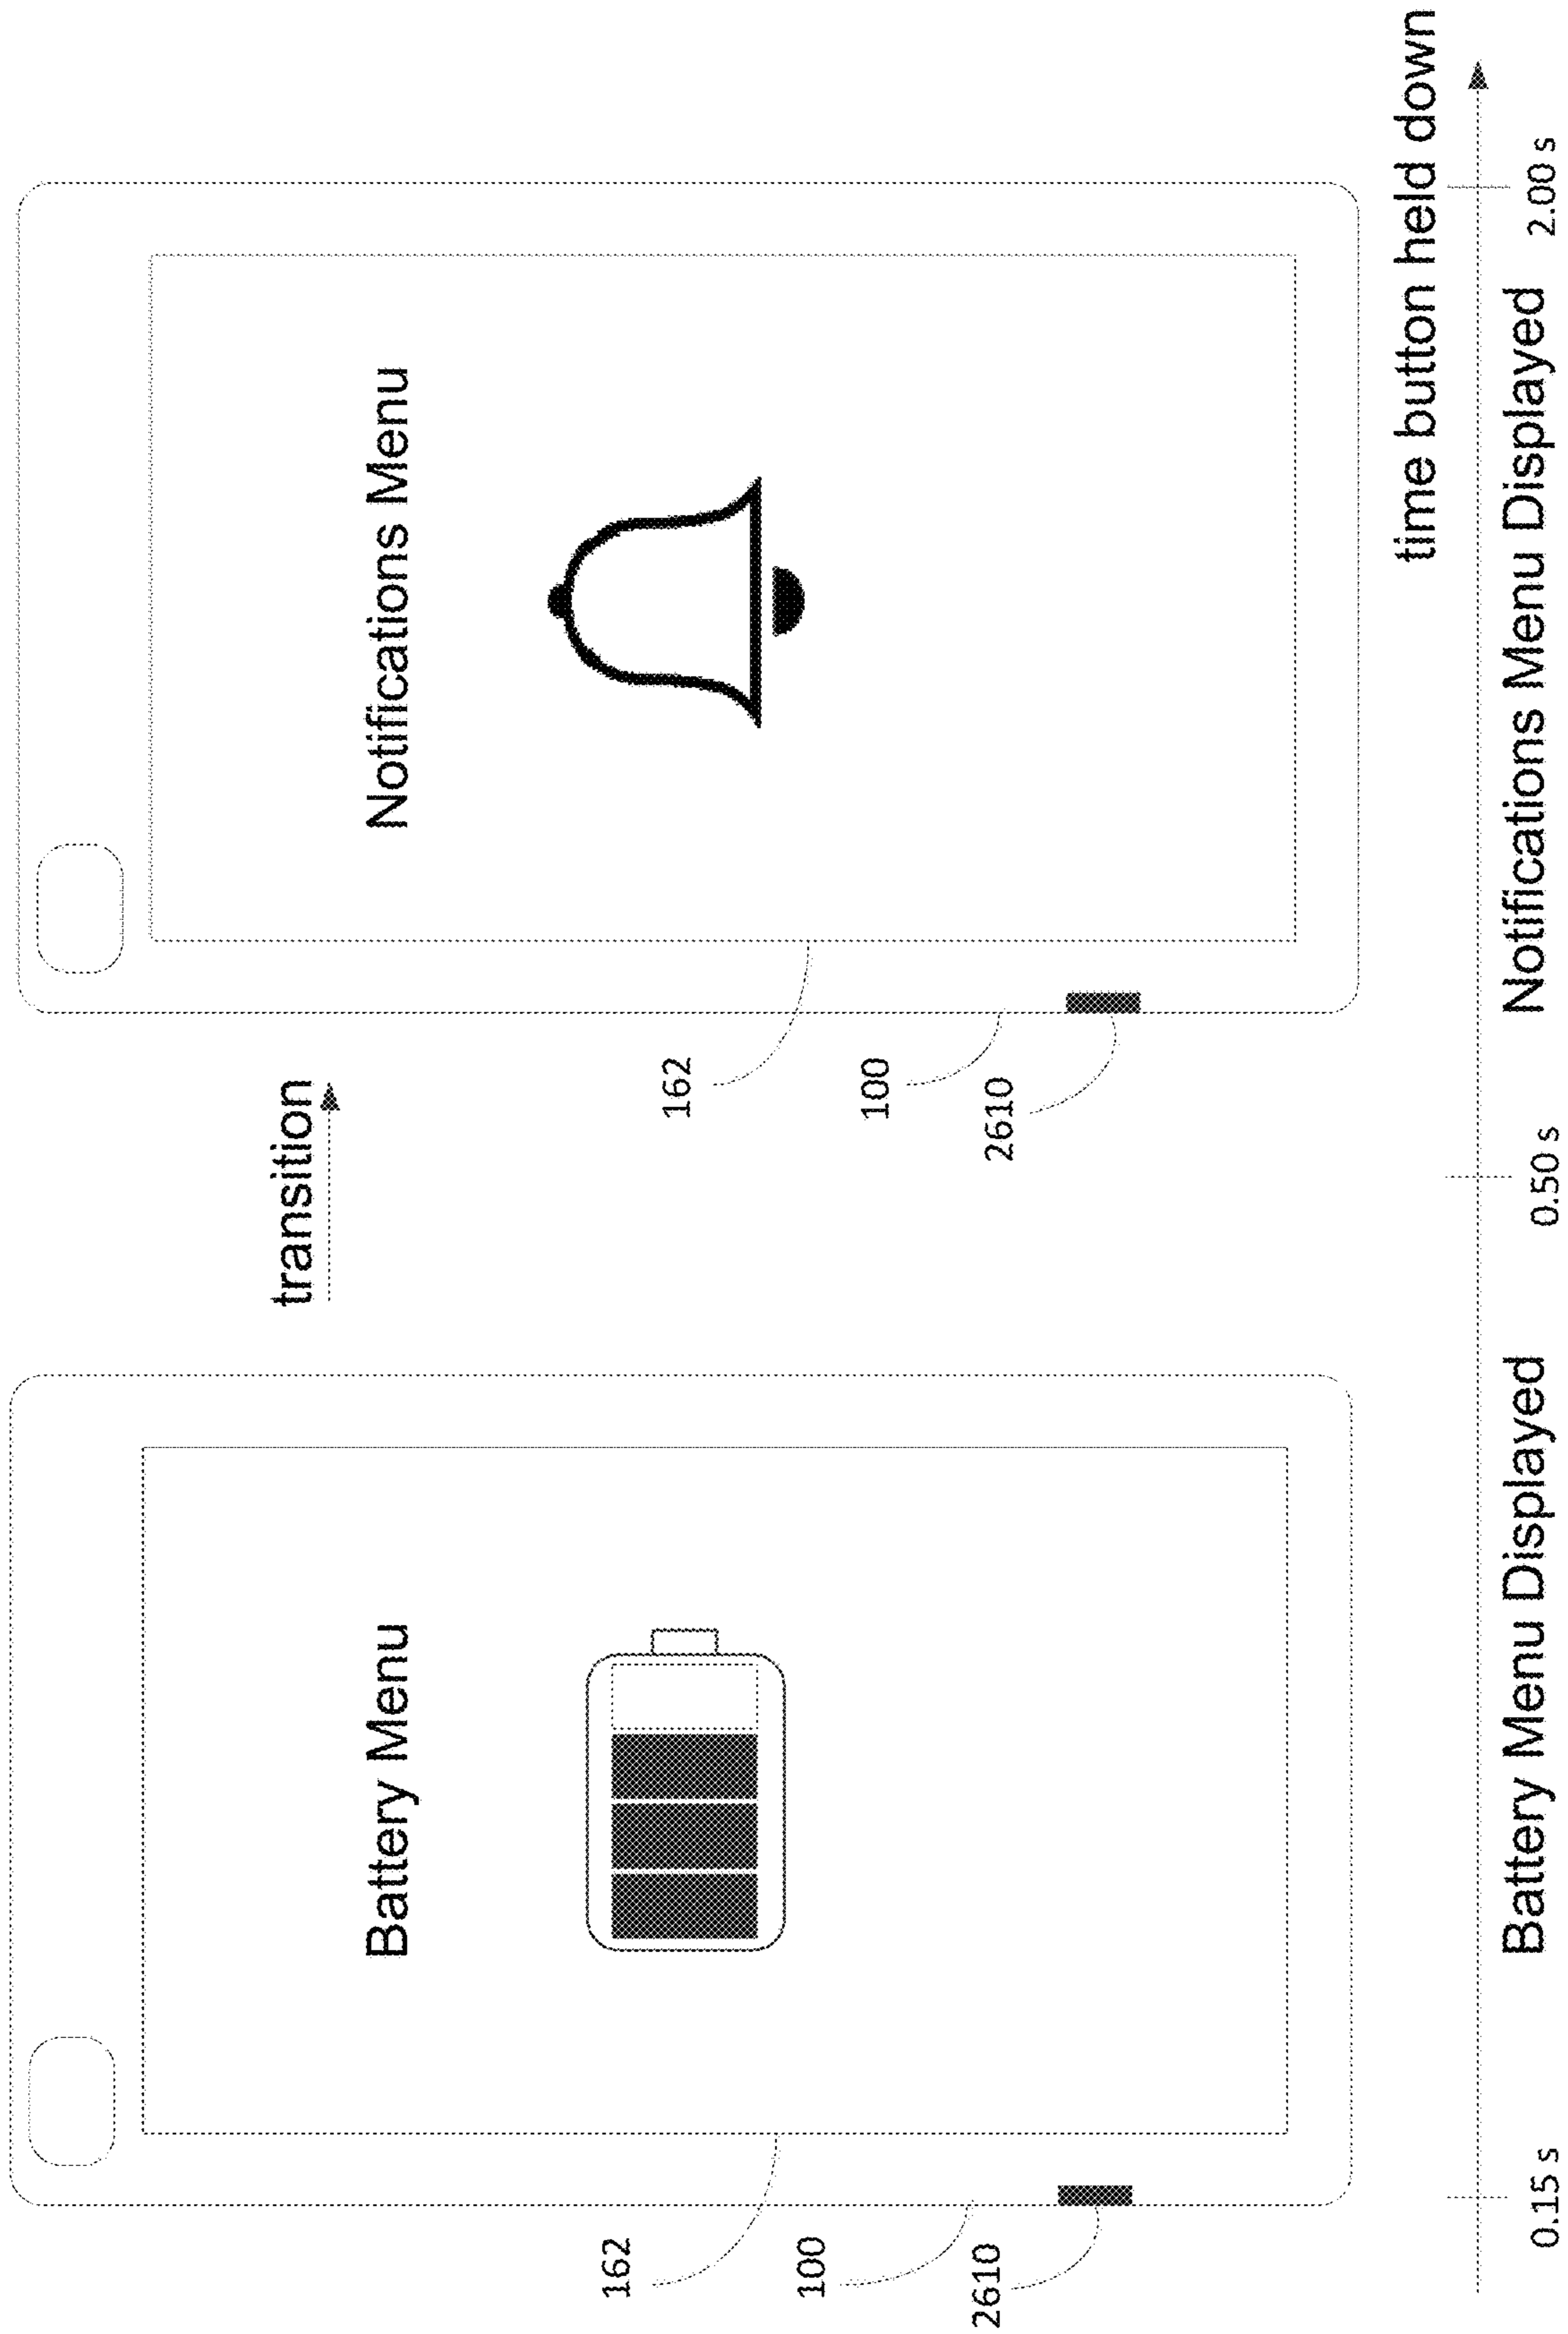 transition
Battery Menu
Notifications Menu
162
162
100
100
2610
2610
time button held down
0.15 s
Battery Menu Displayed
0.50 s
Notifications Menu Displayed
2.00 s